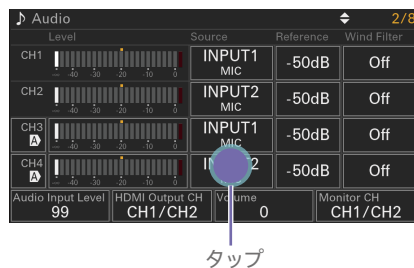 ♪ Audio 2/8
Level Source Reference Wind Filter
CH1 -∞ -40 -30 -20 -10 0 INPUT1 MIC -50dB Off
CH2 -∞ -40 -30 -20 -10 0 INPUT2 MIC -50dB Off
CH3 A -∞ -40 -30 -20 -10 0 INPUT1 MIC -50dB Off
CH4 A -∞ -40 -30 -20 -10 0 2 -50dB Off
Audio Input Level HDMI Output CH Volume Monitor CH
99 CH1/CH2 0 CH1/CH2
タップ